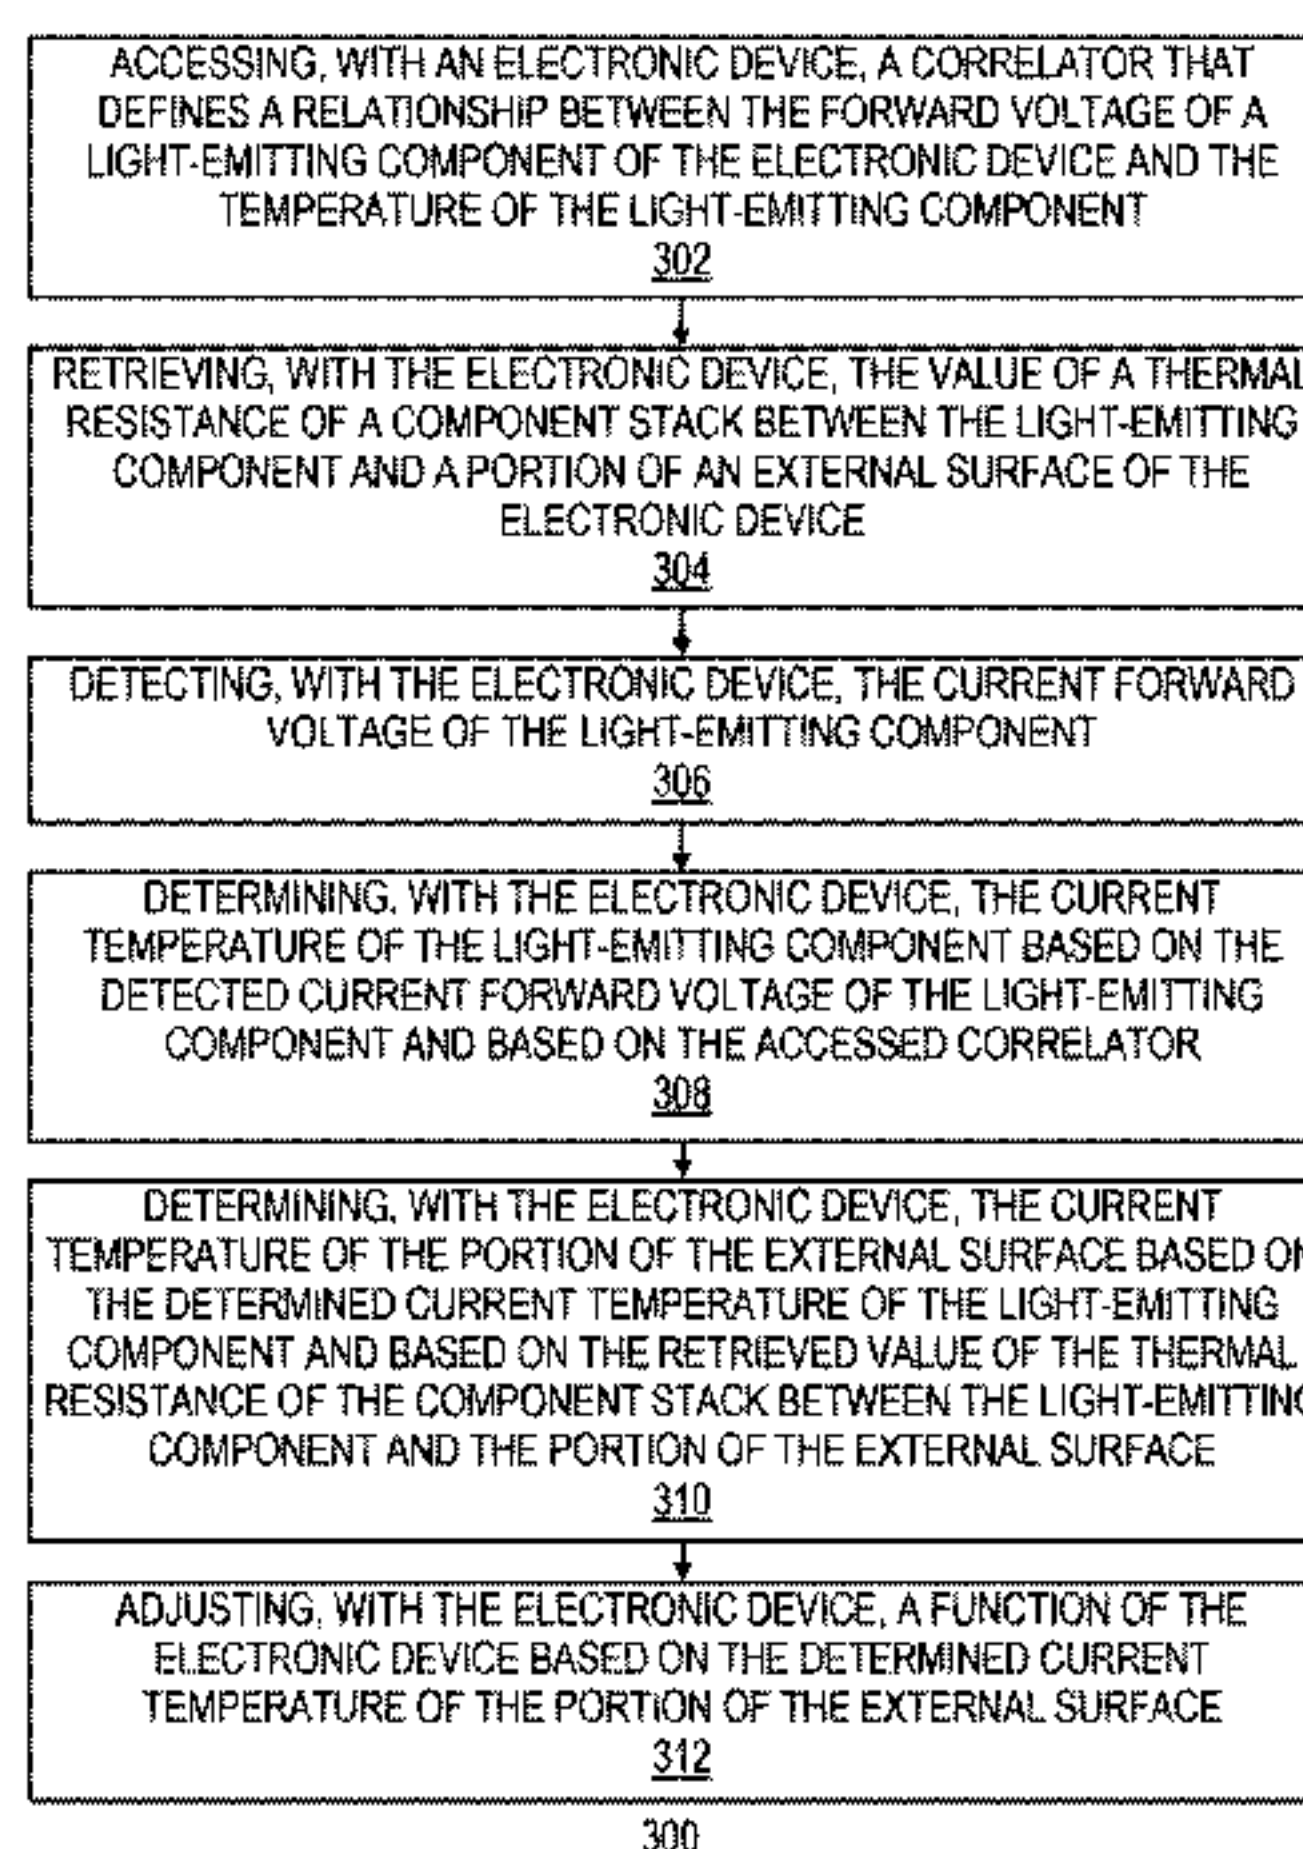 ACCESSING, WITH AN ELECTRONIC DEVICE, A CORRELATOR THAT
DEFINES A RELATIONSHIP BETWEEN THE FORWARD VOLTAGE OF A
LIGHT-EMITTING COMPONENT OF THE ELECTRONIC DEVICE AND THE
TEMPERATURE OF THE LIGHT-EMITTING COMPONENT
302
RETRIEVING, WITH THE ELECTRONIC DEVICE, THE VALUE OF A THERMAL
RESISTANCE OF A COMPONENT STACK BETWEEN THE LIGHT-EMITTING
COMPONENT AND A PORTION OF AN EXTERNAL SURFACE OF THE
ELECTRONIC DEVICE
304
DETECTING, WITH THE ELECTRONIC DEVICE, THE CURRENT FORWARD
VOLTAGE OF THE LIGHT-EMITTING COMPONENT
306
DETERMINING, WITH THE ELECTRONIC DEVICE, THE CURRENT
TEMPERATURE OF THE LIGHT-EMITTING COMPONENT BASED ON THE
DETECTED CURRENT FORWARD VOLTAGE OF THE LIGHT-EMITTING
COMPONENT AND BASED ON THE ACCESSED CORRELATOR
308
DETERMINING, WITH THE ELECTRONIC DEVICE, THE CURRENT
TEMPERATURE OF THE PORTION OF THE EXTERNAL SURFACE BASED ON
THE DETERMINED CURRENT TEMPERATURE OF THE LIGHT-EMITTING
COMPONENT AND BASED ON THE RETRIEVED VALUE OF THE THERMAL
RESISTANCE OF THE COMPONENT STACK BETWEEN THE LIGHT-EMITTING
COMPONENT AND THE PORTION OF THE EXTERNAL SURFACE
310
ADJUSTING, WITH THE ELECTRONIC DEVICE, A FUNCTION OF THE
ELECTRONIC DEVICE BASED ON THE DETERMINED CURRENT
TEMPERATURE OF THE PORTION OF THE EXTERNAL SURFACE
312
300